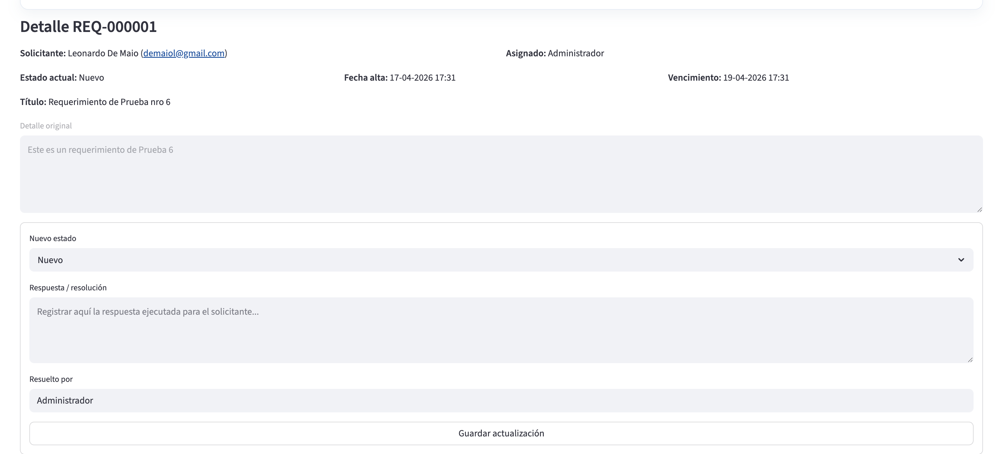 Detalle REQ-000001
Solicitante: Leonardo De Maio (demaiol@gmail.com)
Asignado: Administrador
Estado actual: Nuevo
Fecha alta: 17-04-2026 17:31
Vencimiento: 19-04-2026 17:31
Título: Requerimiento de Prueba nro 6
Detalle original
Este es un requerimiento de Prueba 6
Nuevo estado
Nuevo
Respuesta / resolución
Registrar aquí la respuesta ejecutada para el solicitante...
Resuelto por
Administrador
Guardar actualización